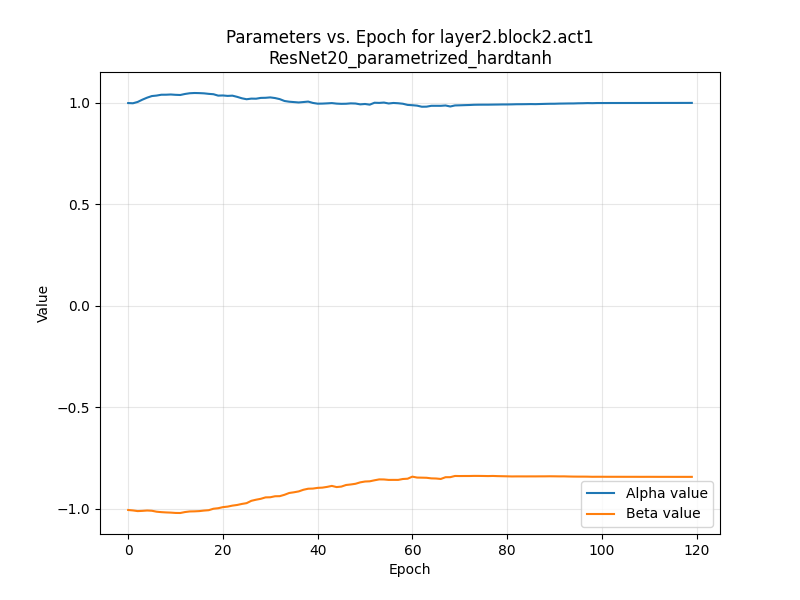 Parameters vs. Epoch for layer2.block2.act1
ResNet20_parametrized_hardtanh
1.0
0.5
0.0
−0.5
−1.0
Value
0 20 40 60 80 100 120
Epoch
Alpha value
Beta value